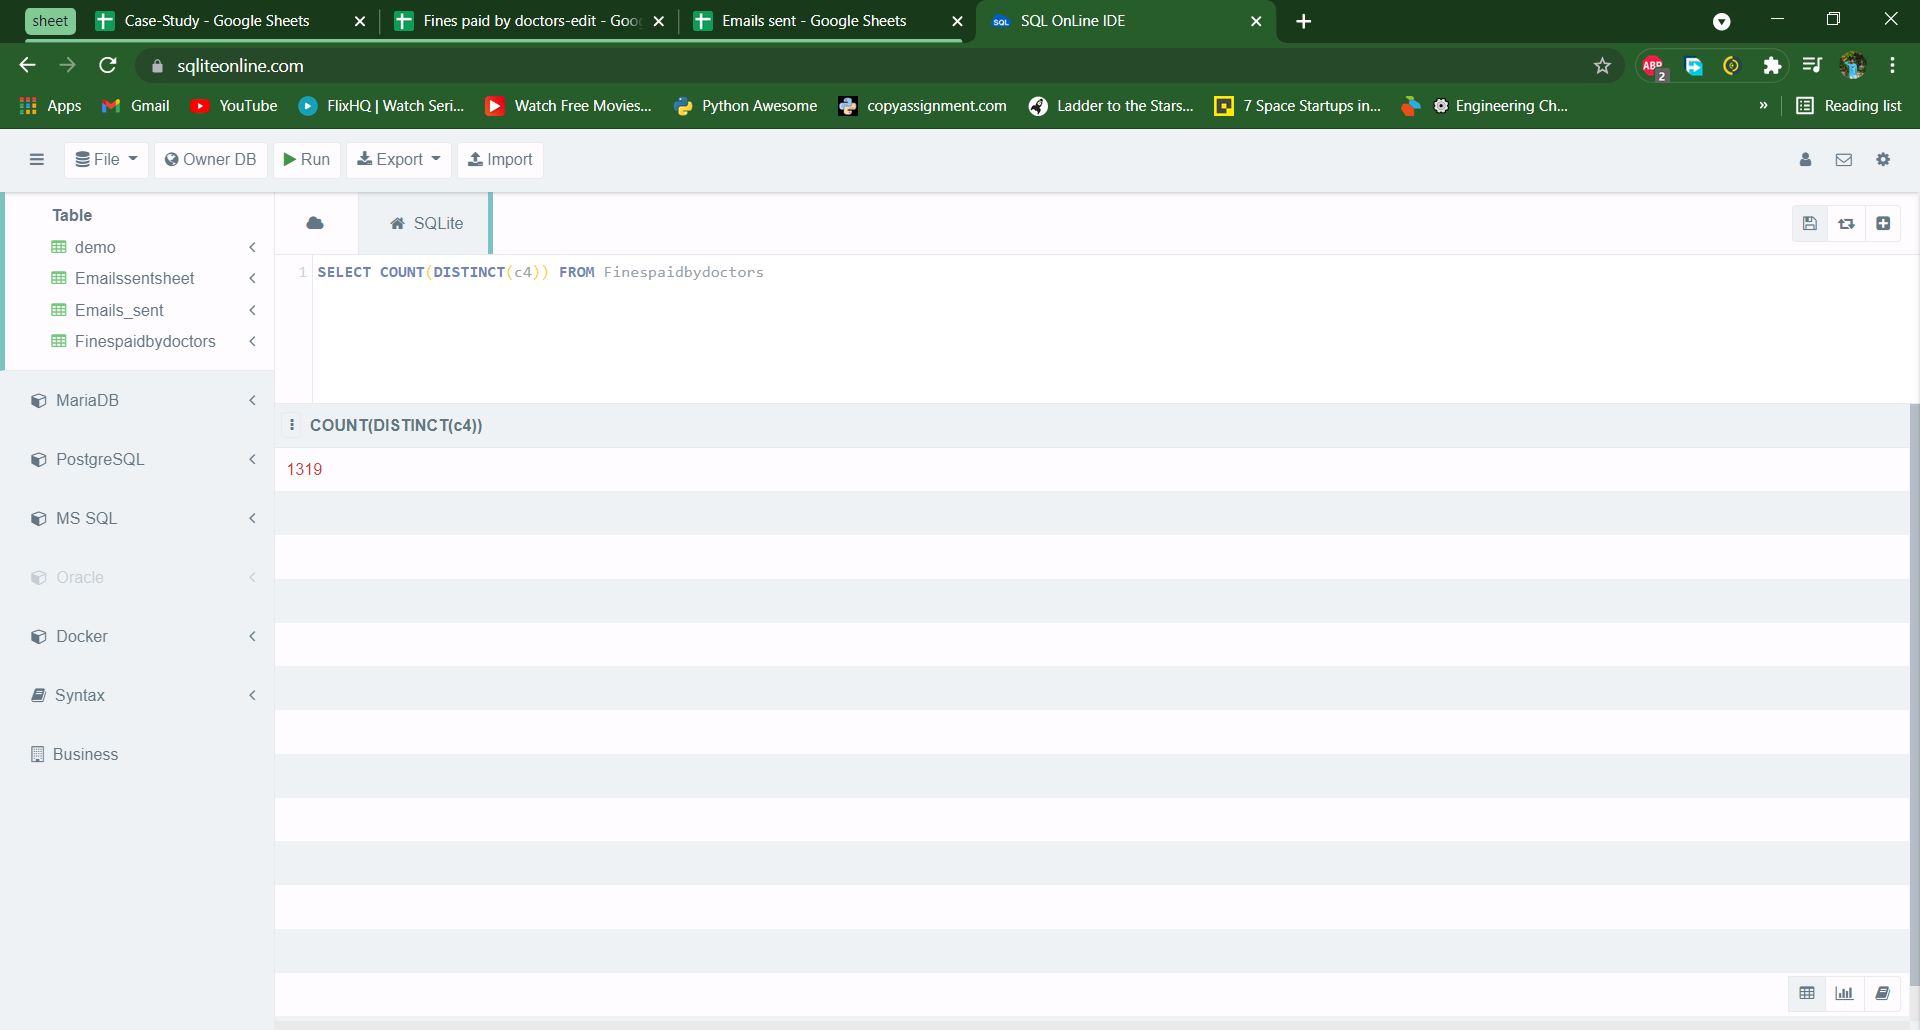 sheet
Case-Study - Google Sheets
Fines paid by doctors-edit - Goo
Emails sent - Google Sheets
SQL
SQL OnLine IDE
sqliteonline.com
ABP
2
Apps
Gmail
YouTube
FlixHQ | Watch Seri...
Watch Free Movies...
Python Awesome
copyassignment.com
Ladder to the Stars...
7 Space Startups in...
Engineering Ch...
»
Reading list
File
Owner DB
Run
Export
Import
Table
demo
Emailssentsheet
Emails_sent
Finespaidbydoctors
MariaDB
PostgreSQL
MS SQL
Oracle
Docker
Syntax
Business
SQLite
1 SELECT COUNT(DISTINCT(c4)) FROM Finespaidbydoctors
COUNT(DISTINCT(c4))
1319